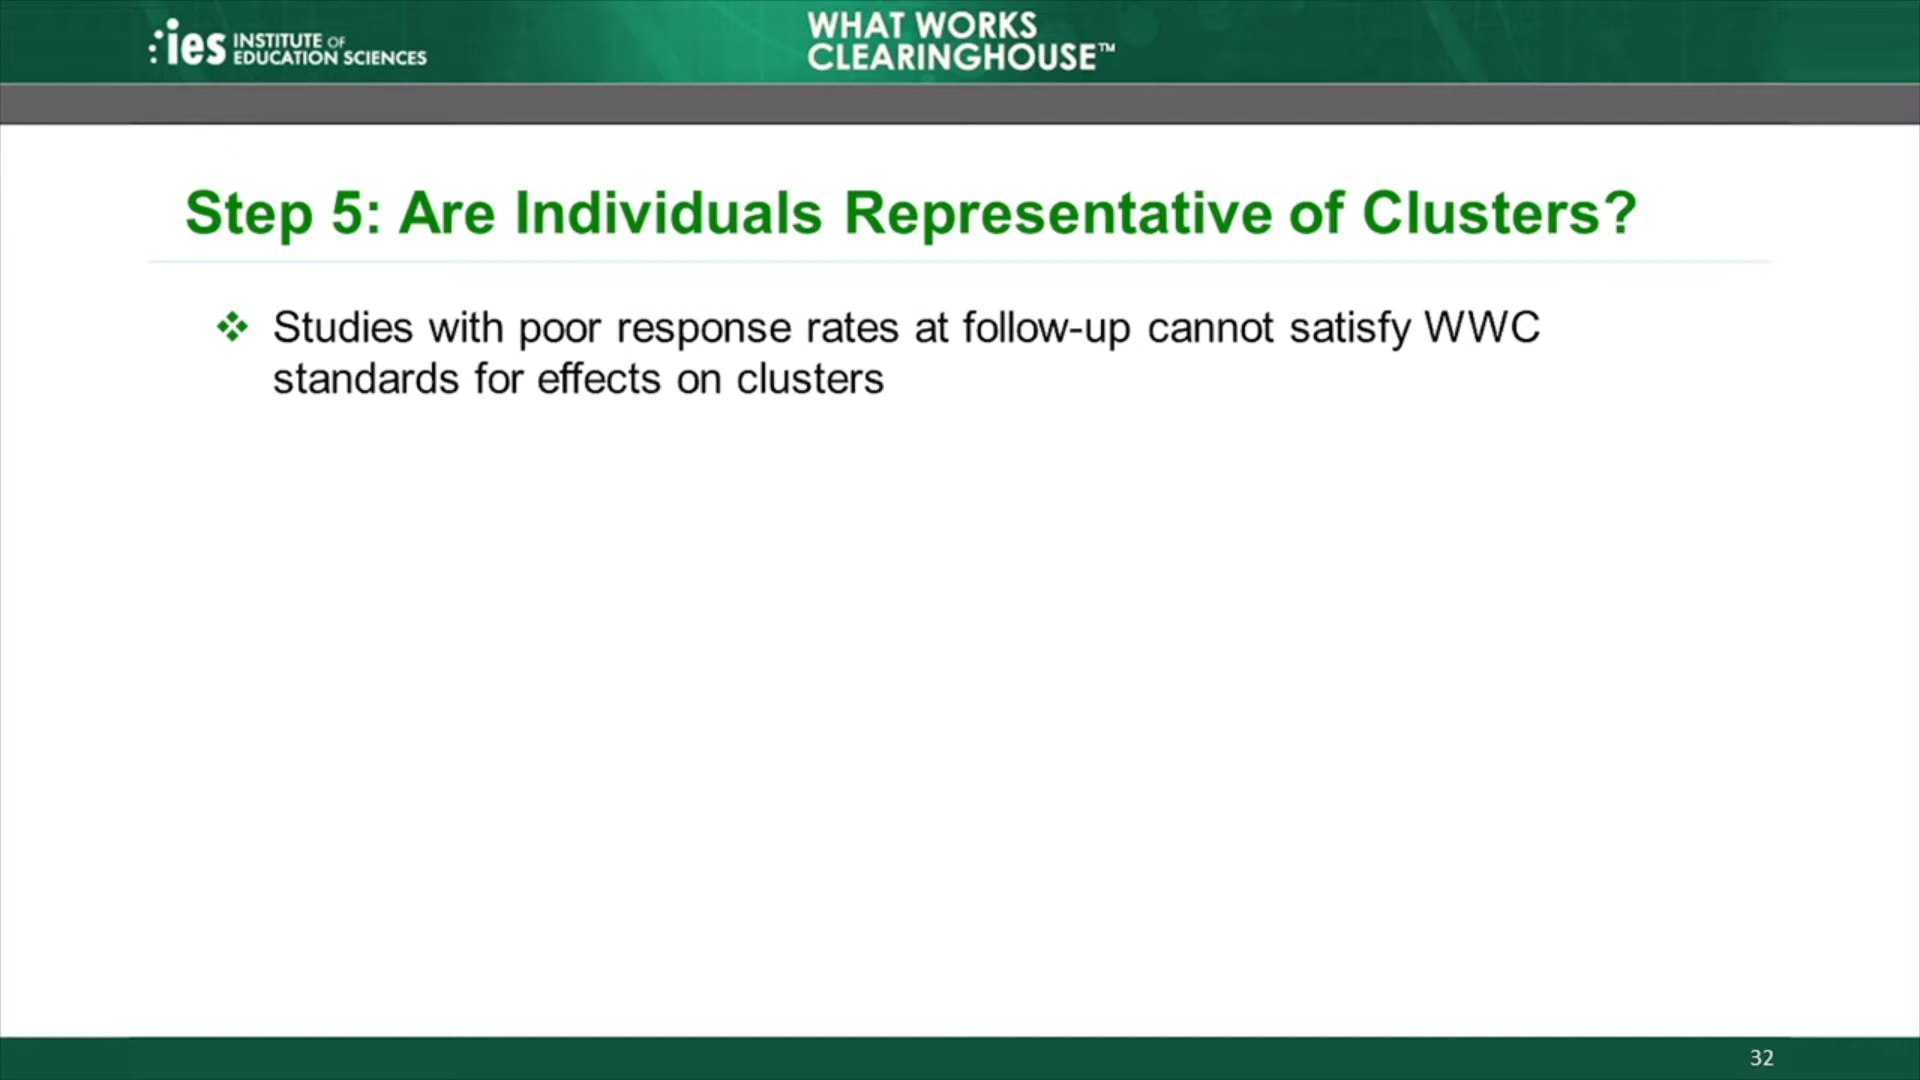 ies INSTITUTE OF
EDUCATION SCIENCES
WHAT WORKS
CLEARINGHOUSE™
Step 5: Are Individuals Representative of Clusters?
Studies with poor response rates at follow-up cannot satisfy WWC
standards for effects on clusters
32